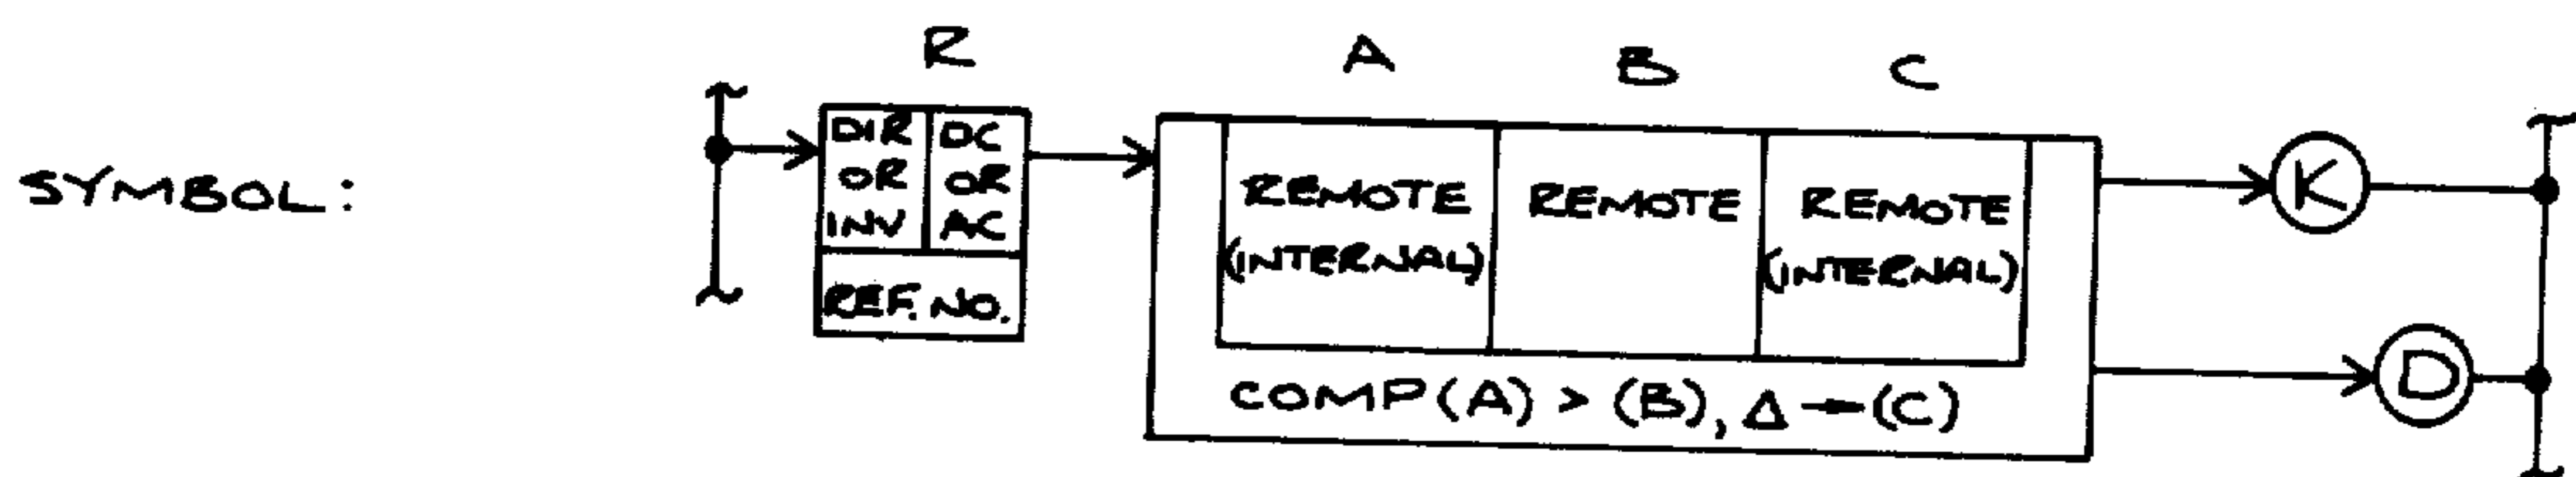 R A B C
SYMBOL:
DIR OR INV
DC OR AC
REF. NO.
REMOTE (INTERNAL)
REMOTE
REMOTE (INTERNAL)
COMP(A) > (B), Δ → (C)
K
D